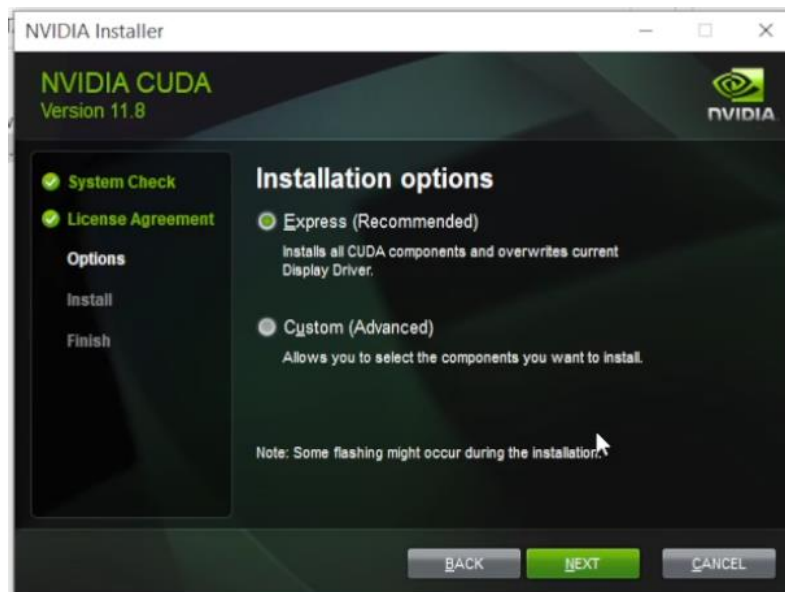 NVIDIA Installer
NVIDIA CUDA
Version 11.8
NVIDIA.
System Check
License Agreement
Options
Install
Finish
Installation options
Express (Recommended)
Installs all CUDA components and overwrites current
Display Driver.
Custom (Advanced)
Allows you to select the components you want to install.
Note: Some flashing might occur during the installation.
BACK
NEXT
CANCEL